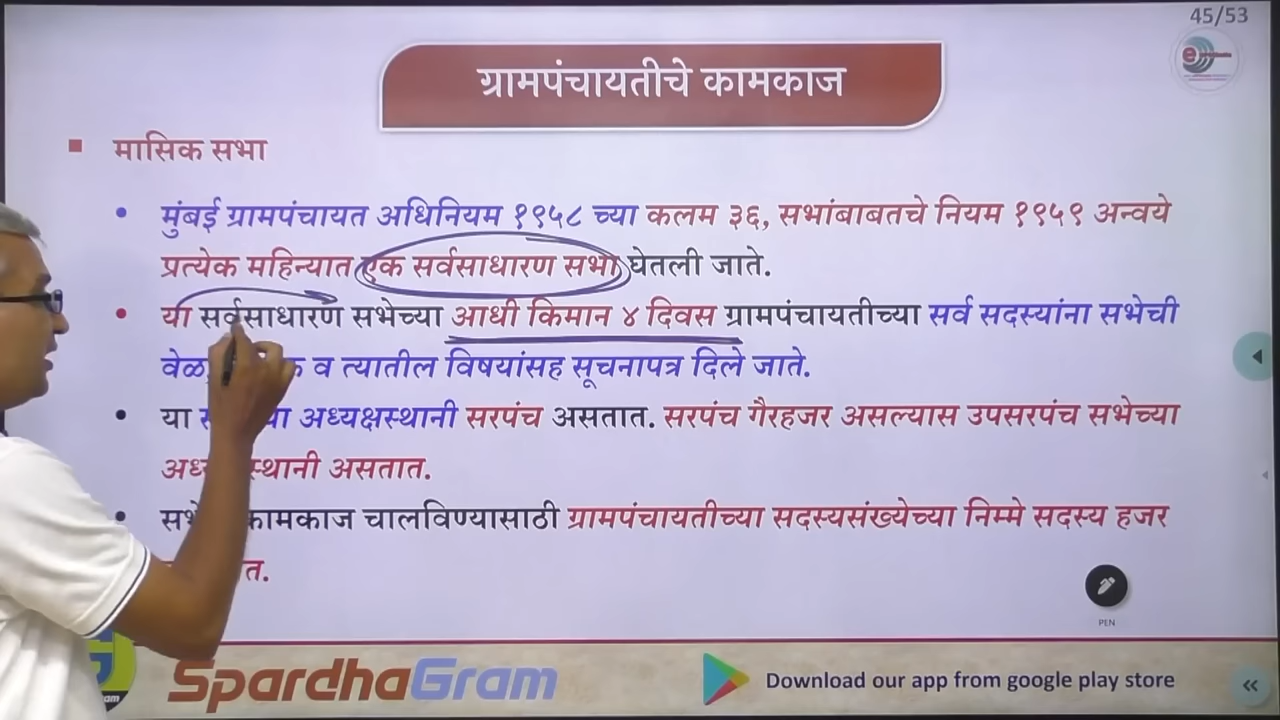 45/53
ग्रामपंचायतीचे कामकाज
मासिक सभा
मुंबई ग्रामपंचायत अधिनियम १९५८ च्या कलम ३६, सभांबाबतचे नियम १९५९ अन्वये
प्रत्येक महिन्यात एक सर्वसाधारण सभा घेतली जाते.
या सर्वसाधारण सभेच्या आधी किमान ४ दिवस ग्रामपंचायतीच्या सर्व सदस्यांना सभेची
व त्यातील विषयांसह सूचनापत्र दिले जाते.
या अध्यक्षस्थानी सरपंच असतात. सरपंच गैरहजर असल्यास उपसरपंच सभेच्या
असतात.
कामकाज चालविण्यासाठी ग्रामपंचायतीच्या सदस्यसंख्येच्या निम्मे सदस्य हजर
PEN
SpardhaGram
Download our app from google play store